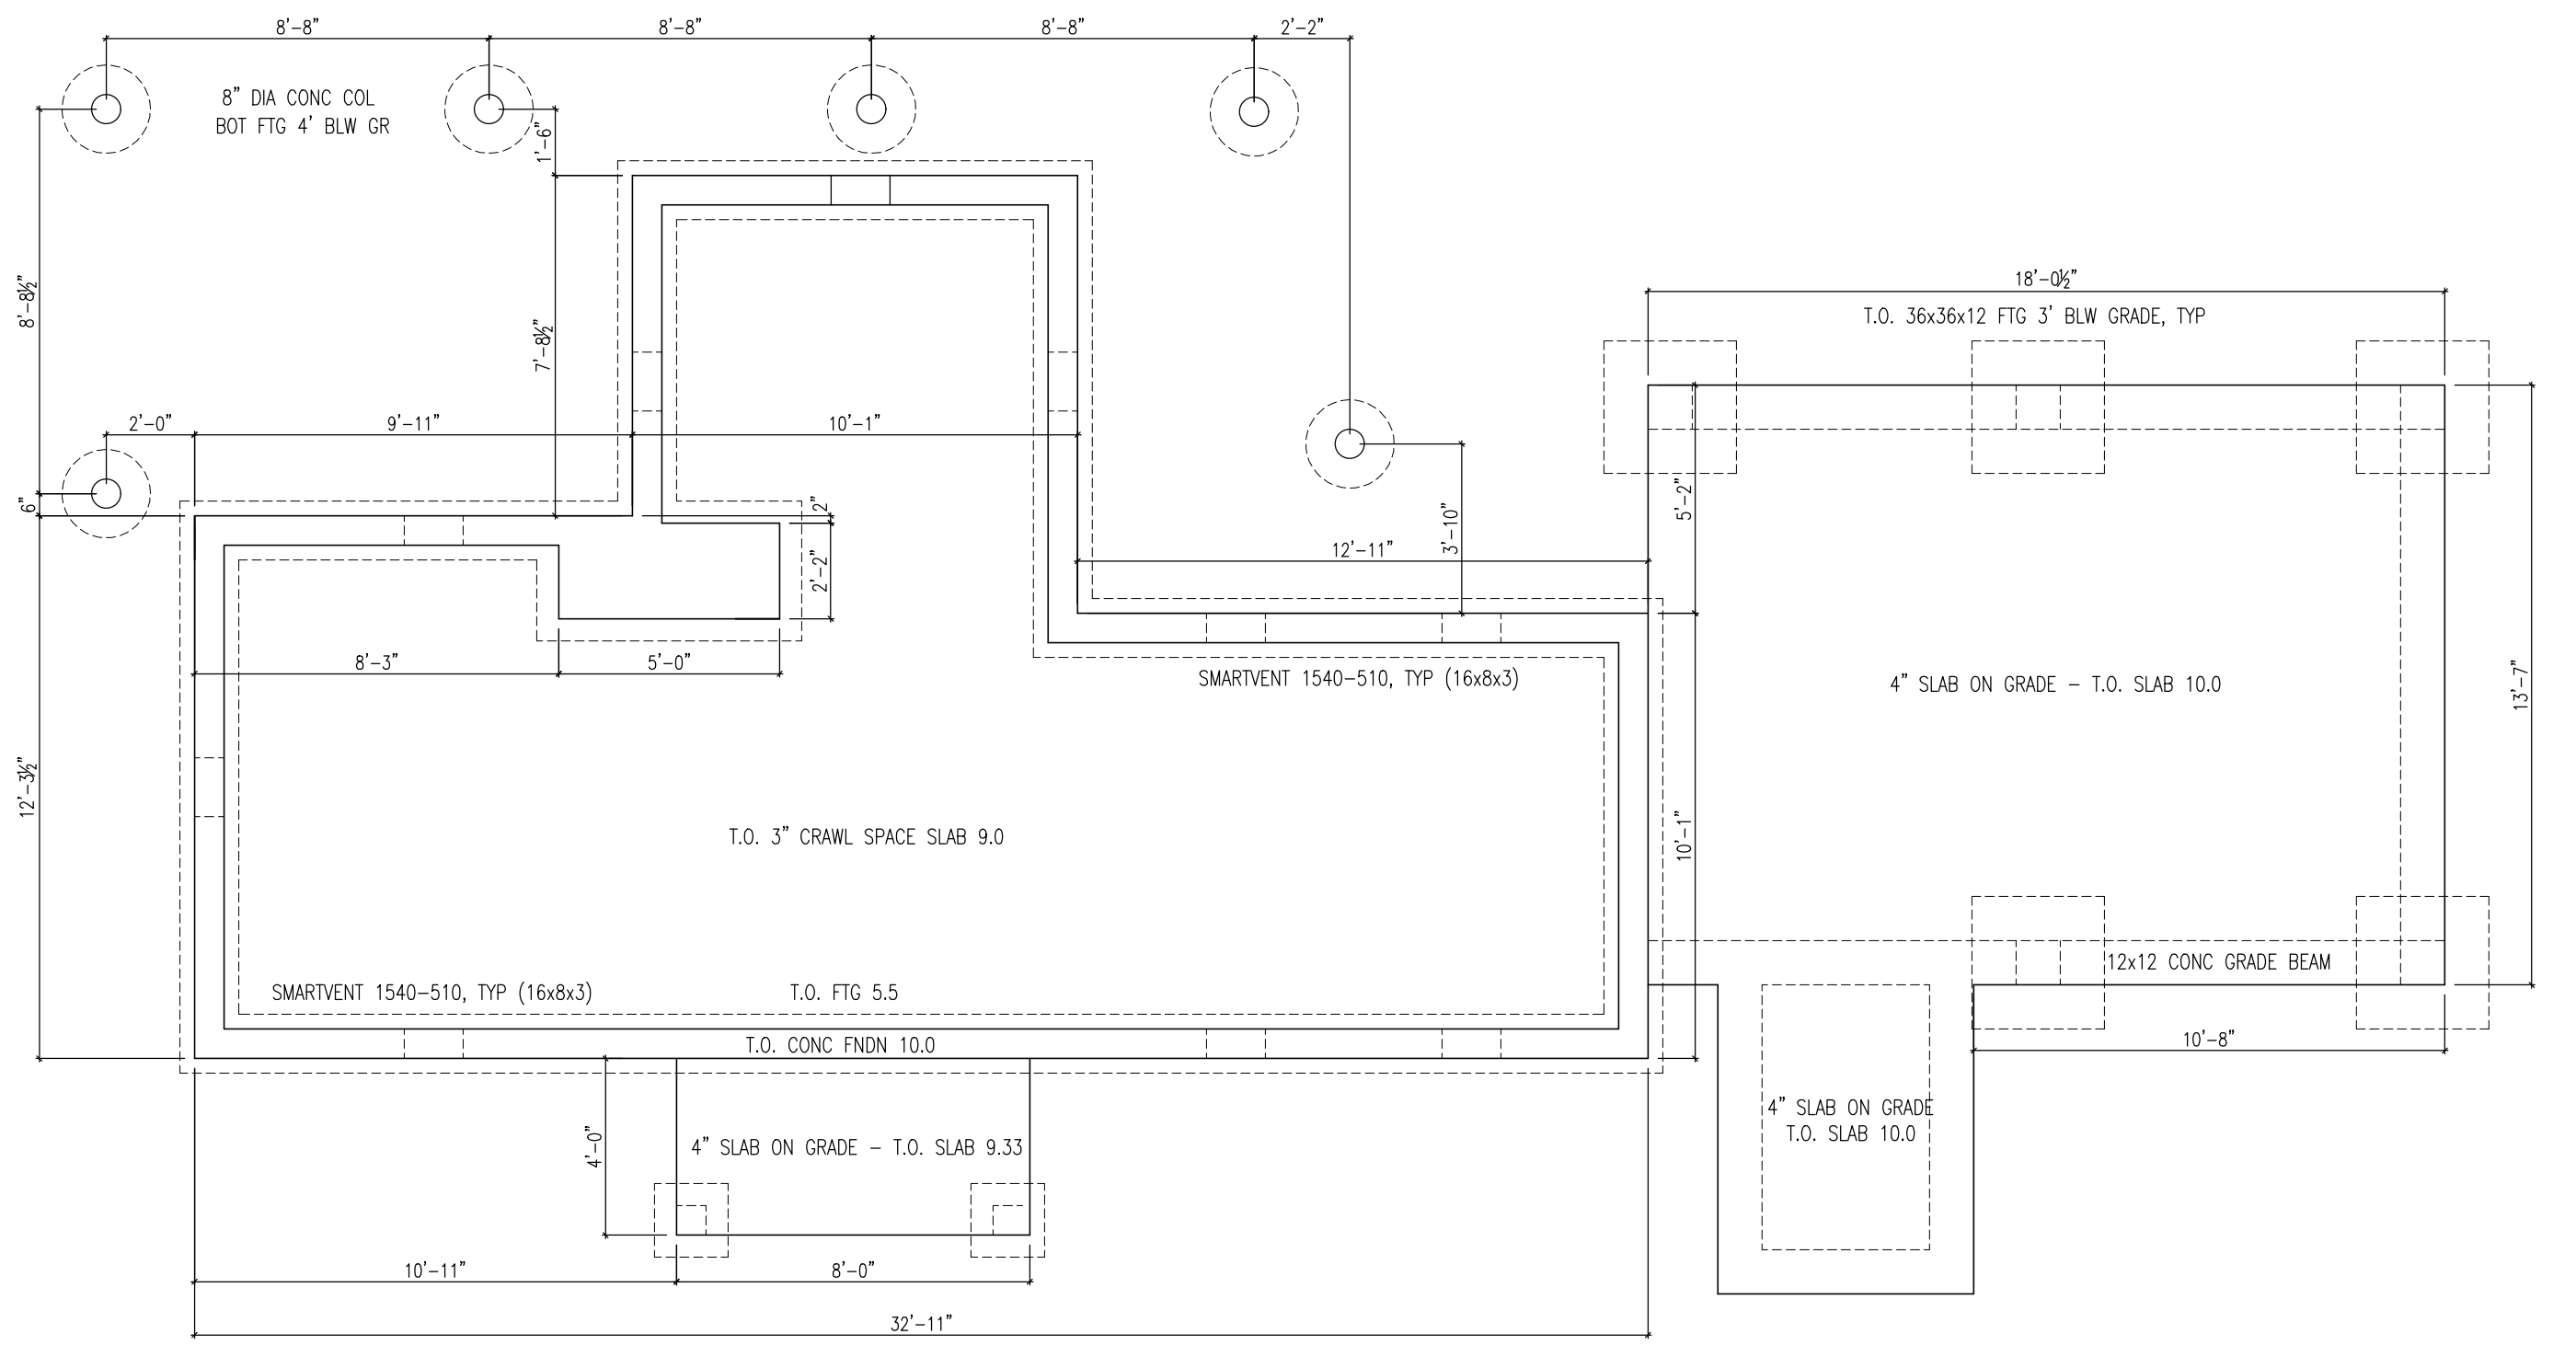 8'-8"
8'-8"
8'-8"
2'-2"
8" DIA CONC COL
BOT FTG 4' BLW GR
1'-6"
8'-8½"
7'-8½"
18'-0½"
T.O. 36x36x12 FTG 3' BLW GRADE, TYP
2'-0"
9'-11"
10'-1"
6"
2"
5'-2"
3'-10"
12'-11"
2'-2"
8'-3"
5'-0"
SMARTVENT 1540-510, TYP (16x8x3)
4" SLAB ON GRADE - T.O. SLAB 10.0
13'-7"
12'-3½"
T.O. 3" CRAWL SPACE SLAB 9.0
10'-1"
12x12 CONC GRADE BEAM
SMARTVENT 1540-510, TYP (16x8x3)
T.O. FTG 5.5
T.O. CONC FNDN 10.0
10'-8"
4" SLAB ON GRADE
T.O. SLAB 10.0
4'-0"
4" SLAB ON GRADE - T.O. SLAB 9.33
10'-11"
8'-0"
32'-11"